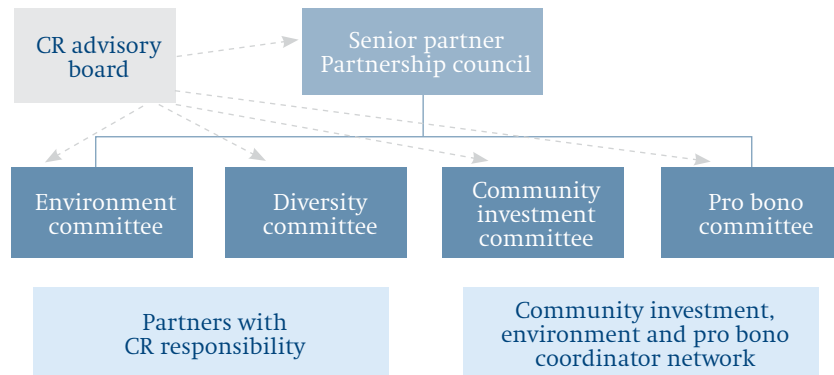 CR advisory
board
Senior partner
Partnership council
Environment
committee
Diversity
committee
Community
investment
committee
Pro bono
committee
Partners with
CR responsibility
Community investment,
environment and pro bono
coordinator network